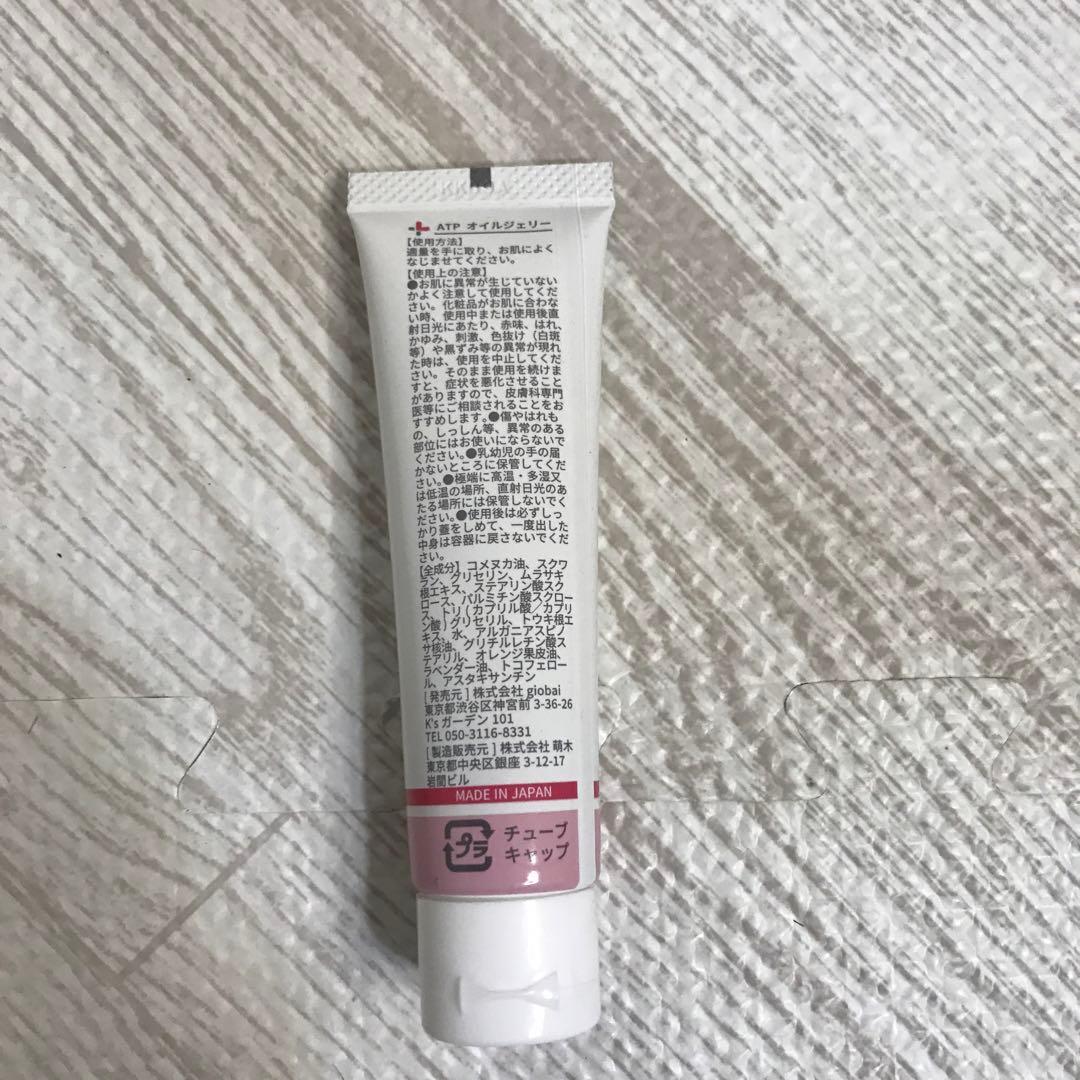 ATP オイルジェリー
【使用方法】
適量を手に取り、お肌によく
なじませてください。
【使用上の注意】
●お肌に異常が生じていない
かよく注意して使用してくだ
さい。化粧品がお肌に合わな
い時、使用中または使用後直
射日光にあたり、赤味、はれ、
かゆみ、刺激、色抜け（白斑
等）や黒ずみ等の異常が現れ
た時は、使用を中止してくだ
さい。そのまま使用を続けま
すと、症状を悪化させること
がありますので、皮膚科専門
医等にご相談されることをお
すすめします。●傷やはれも
の、しっしん等、異常のある
部位にはお使いにならないで
ください。●乳幼児の手の届
かないところに保管してくだ
さい。●極端に高温・多湿又
は低温の場所、直射日光のあ
たる場所には保管しないでく
ださい。●使用後は必ずしっ
かり蓋をしめて、一度出した
中身は容器に戻さないでくだ
さい。
【全成分】コメヌカ油、スクワ
ラン、グリセリン、ムラサキ
根エキス、ステアリン酸スク
ロース、パルミチン酸スクロー
ス、トリ(カプリル酸／カプリ
ン酸)グリセリル、トウキ根エ
キス、水、アルガニアスピノ
サ核油、グリチルレチン酸ス
テアリル、オレンジ果皮油、
ラベンダー油、トコフェロー
ル、アスタキサンチン
[ 発売元 ] 株式会社 giobai
東京都渋谷区神宮前 3-36-26
K's ガーデン 101
TEL 050-3116-8331
[ 製造販売元 ] 株式会社 萌木
東京都中央区銀座 3-12-17
岩間ビル
MADE IN JAPAN
プラ チューブ
キャップ